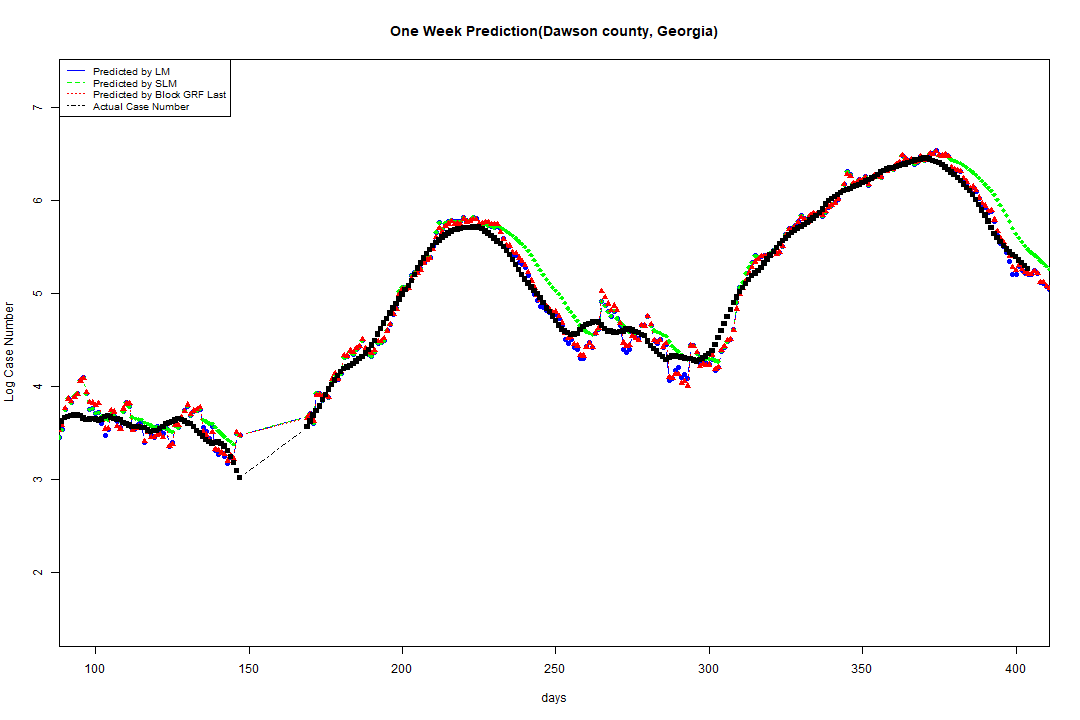 One Week Prediction(Dawson county, Georgia)
Predicted by LM
Predicted by SLM
Predicted by Block GRF Last
Actual Case Number
7
6
5
4
3
2
Log Case Number
100 150 200 250 300 350 400
days